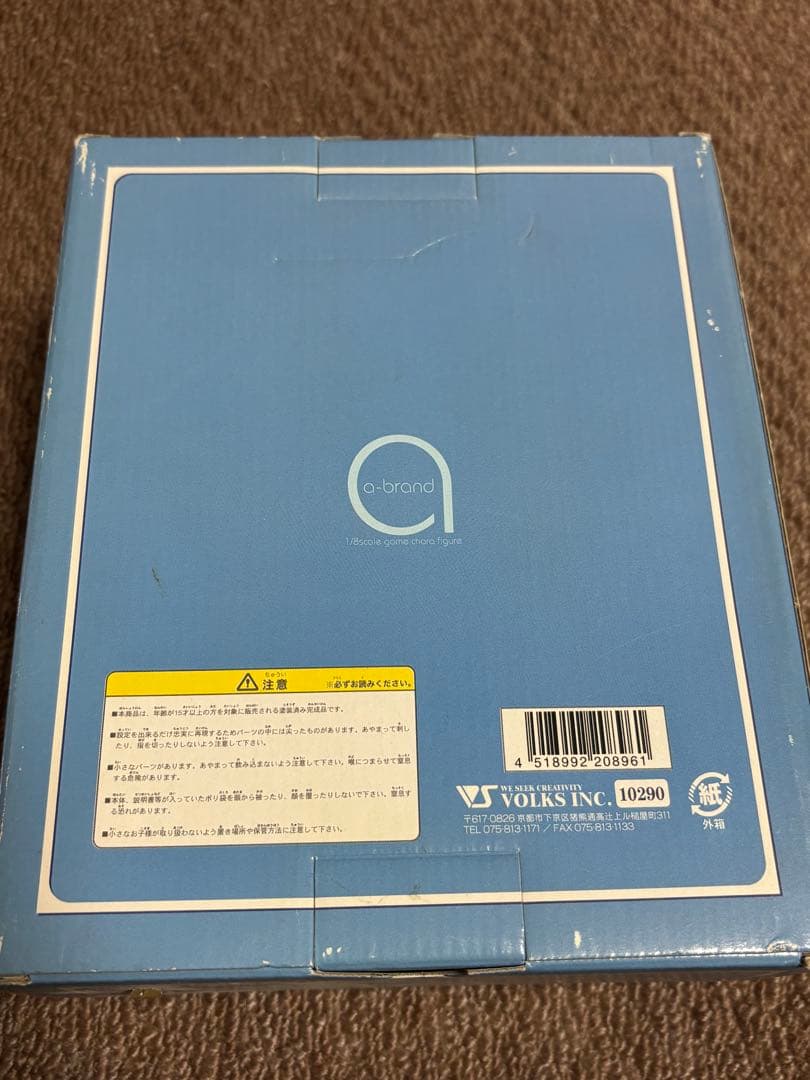 a-brand
1/8scale game chara figure
ちゅうい
注意
※必ずお読みください。
■本商品は、年齢が15才以上の方を対象に販売される塗装済み完成品です。
■設定を出来るだけ忠実に再現するためパーツの中には尖ったものがあります。あやまって刺し
たり、指を切ったりしないよう注意して下さい。
■小さなパーツがあります。あやまって飲み込まないよう注意して下さい。喉につまらせて窒息
する危険があります。
■本体、説明書等が入っていたポリ袋を頭から被ったり、顔を覆ったりしないで下さい。窒息す
る恐れがあります。
■小さなお子様が取り扱わないよう置き場所や保管方法に注意して下さい。
4 518992 208961
VS WE SEEK CREATIVITY
VOLKS INC. 10290
〒617-0826 京都市下京区猪熊通高辻上ル槌屋町311
TEL 075-813-1171 / FAX 075-813-1133
紙
外箱